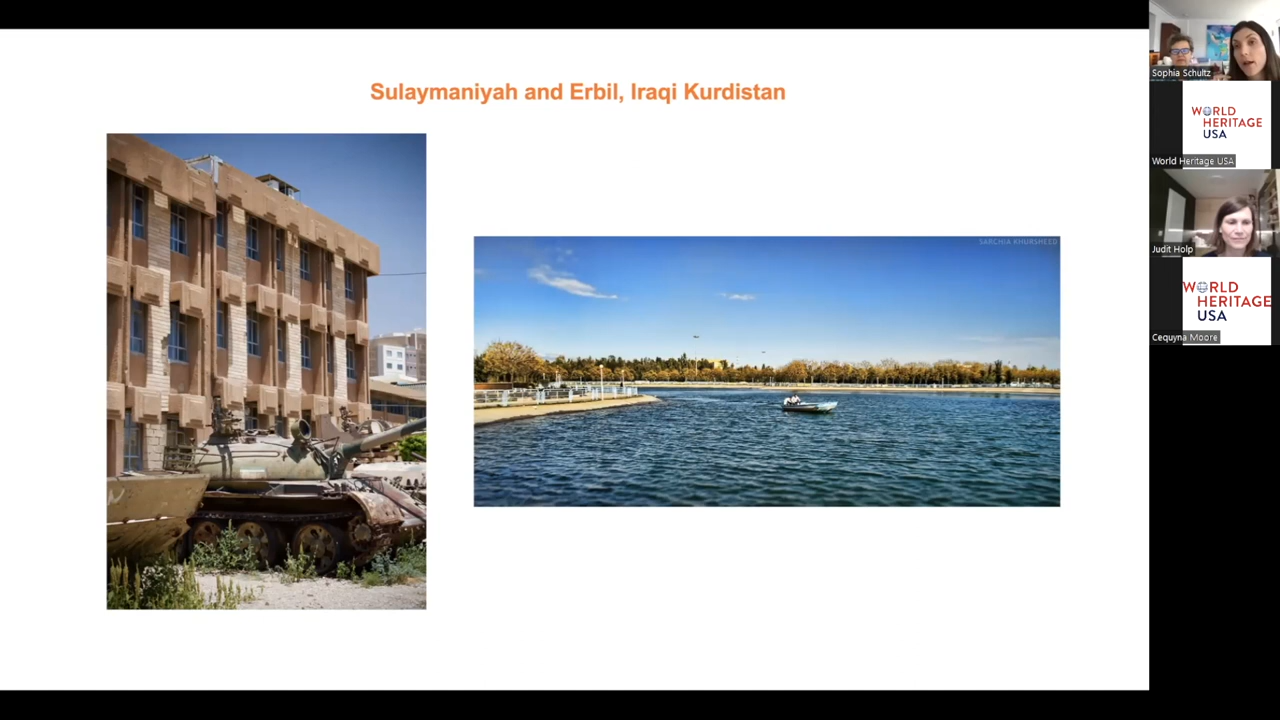 Sulaymaniyah and Erbil, Iraqi Kurdistan
SARCHIA KHURSHEED
Sophia Schultz
WORLD
HERITAGE
USA
World Heritage USA
Judit Holp
WORLD
HERITAGE
USA
Cequyna Moore